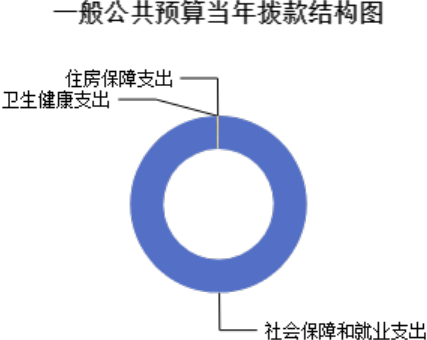 一般公共预算当年拨款结构图
住房保障支出
卫生健康支出
社会保障和就业支出